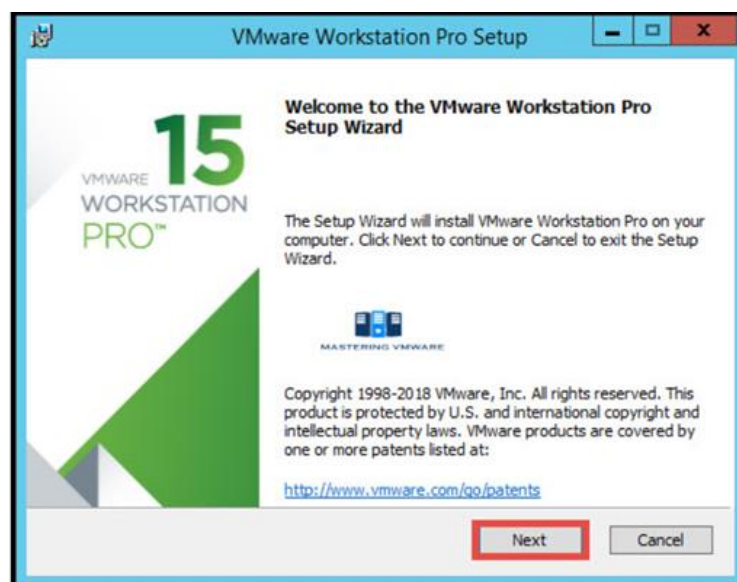 VMware Workstation Pro Setup
VMWARE 15
WORKSTATION
PRO™
Welcome to the VMware Workstation Pro
Setup Wizard
The Setup Wizard will install VMware Workstation Pro on your
computer. Click Next to continue or Cancel to exit the Setup
Wizard.
MASTERING VMWARE
Copyright 1998-2018 VMware, Inc. All rights reserved. This
product is protected by U.S. and international copyright and
intellectual property laws. VMware products are covered by
one or more patents listed at:
http://www.vmware.com/go/patents
Next Cancel